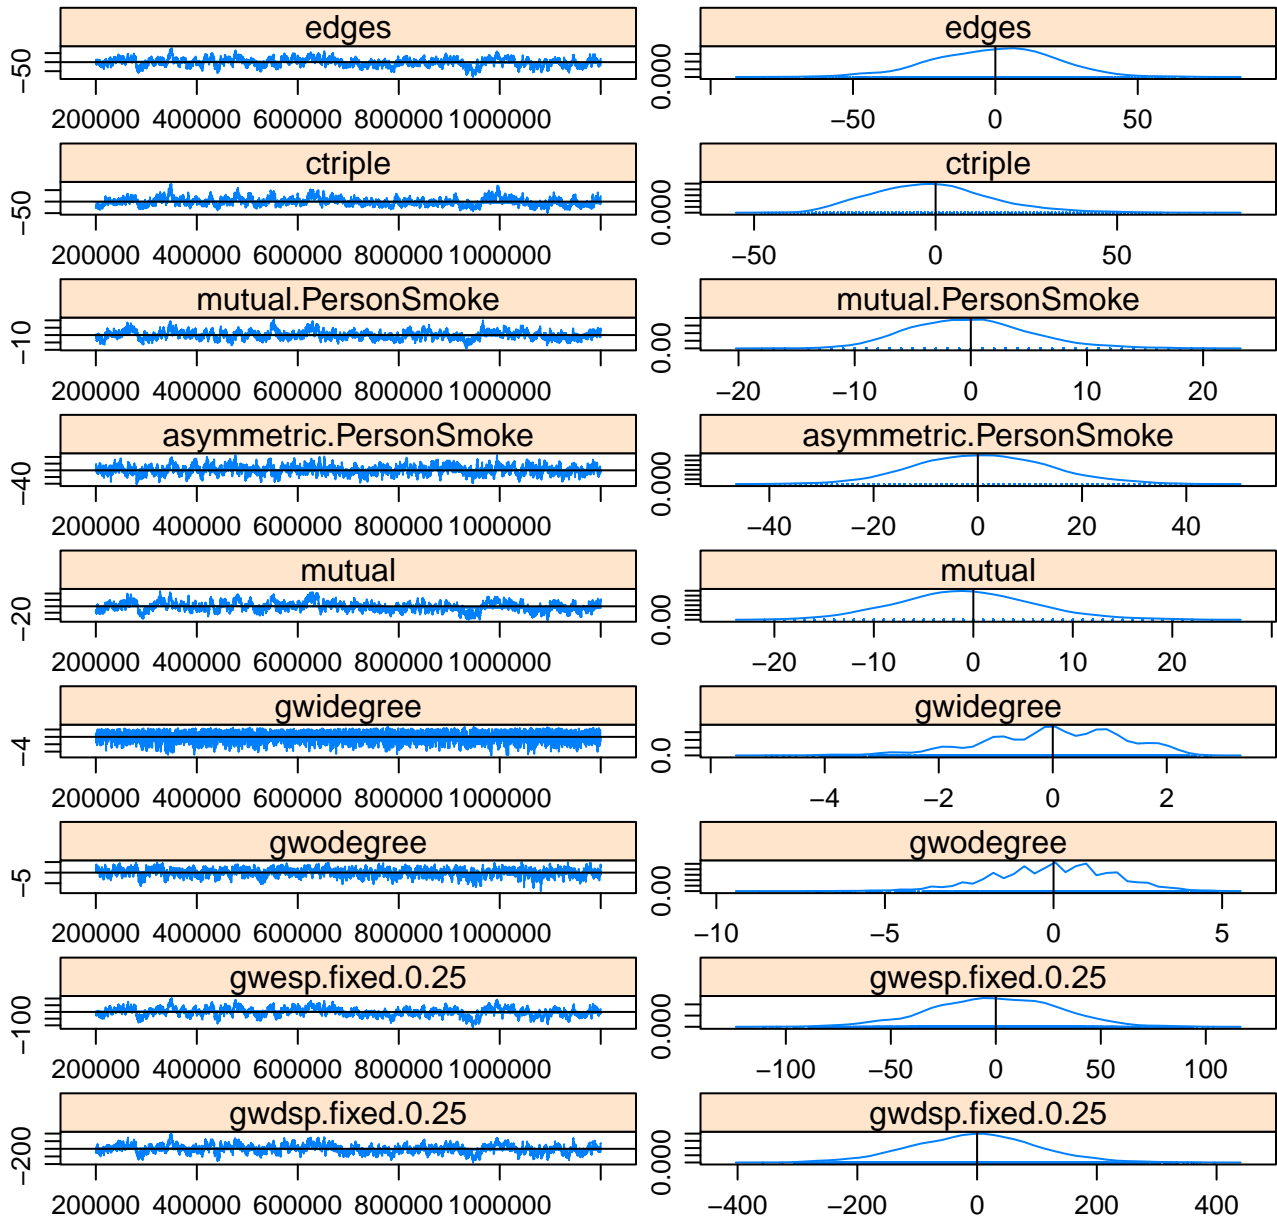 edges edges
−50 0.000
200000 400000 600000 800000 1000000 −50 0 50
ctriple ctriple
−50 0.000
200000 400000 600000 800000 1000000 −50 0 50
mutual.PersonSmoke mutual.PersonSmoke
−10 0.00
200000 400000 600000 800000 1000000 −20 −10 0 10 20
asymmetric.PersonSmoke asymmetric.PersonSmoke
−40 0.000
200000 400000 600000 800000 1000000 −40 −20 0 20 40
mutual mutual
−20 0.00
200000 400000 600000 800000 1000000 −20 −10 0 10 20
gwidegree gwidegree
−4 0.0
200000 400000 600000 800000 1000000 −4 −2 0 2
gwodegree gwodegree
−5 0.00
200000 400000 600000 800000 1000000 −10 −5 0 5
gwesp.fixed.0.25 gwesp.fixed.0.25
−100 0.000
200000 400000 600000 800000 1000000 −100 −50 0 50 100
gwdsp.fixed.0.25 gwdsp.fixed.0.25
−200 0.000
200000 400000 600000 800000 1000000 −400 −200 0 200 400